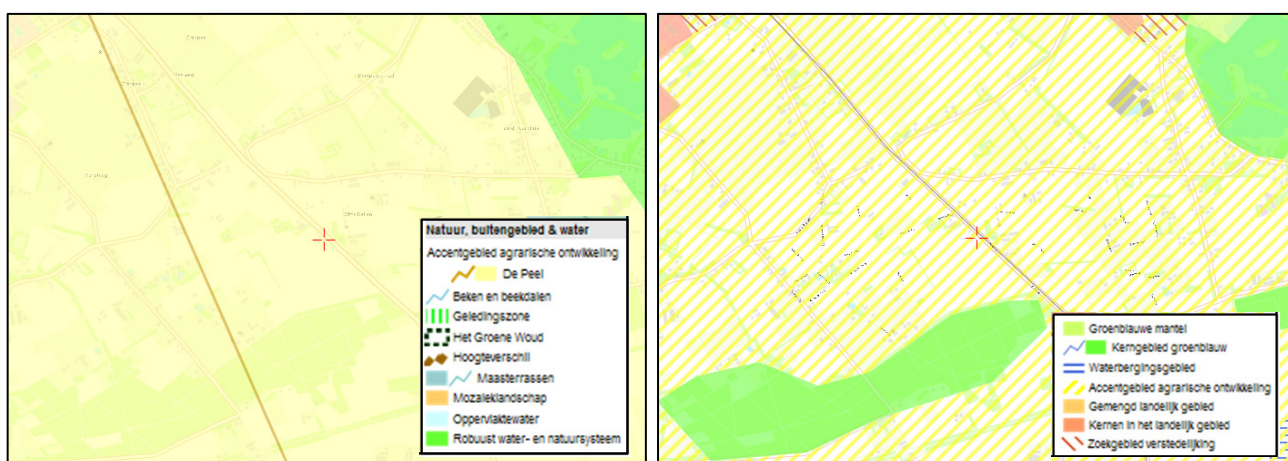 Natuur, buitengebied & water
Accentgebied agrarische ontwikkeling
De Peel
Beken en beekdalen
Geledingszone
Het Groene Woud
Hoogteverschil
Maasterrassen
Mozaïeklandschap
Oppervlaktewater
Robuust water- en natuursysteem
Groenblauwe mantel
Kerngebied groenblauw
Waterbergingsgebied
Accentgebied agrarische ontwikkeling
Gemengd landelijk gebied
Kernen in het landelijk gebied
Zoekgebied verstedelijking